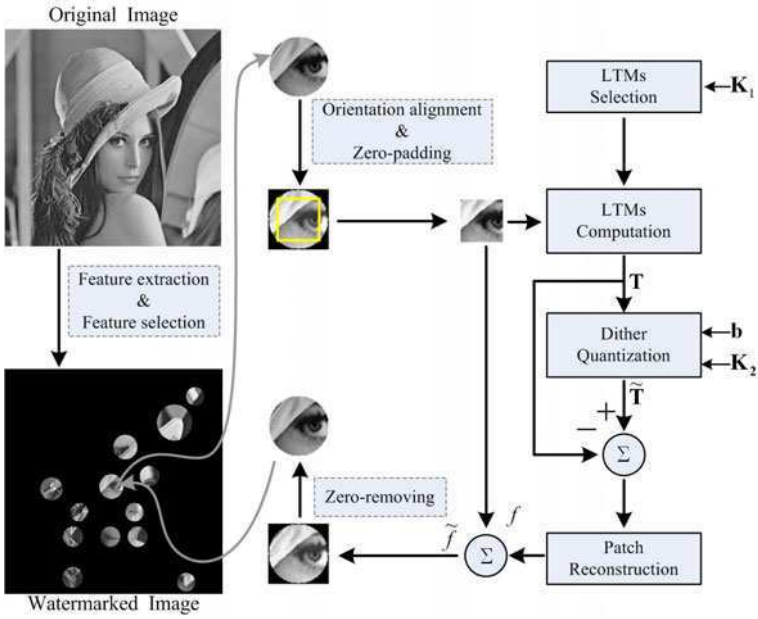 Original Image
Orientation alignment
&
Zero-padding
LTMs
Selection
K₁
Feature extraction
&
Feature selection
LTMs
Computation
T
Dither
Quantization
b
K₂
T̃
+
−
Σ
Zero-removing
f
f̃
Σ
Patch
Reconstruction
Watermarked Image